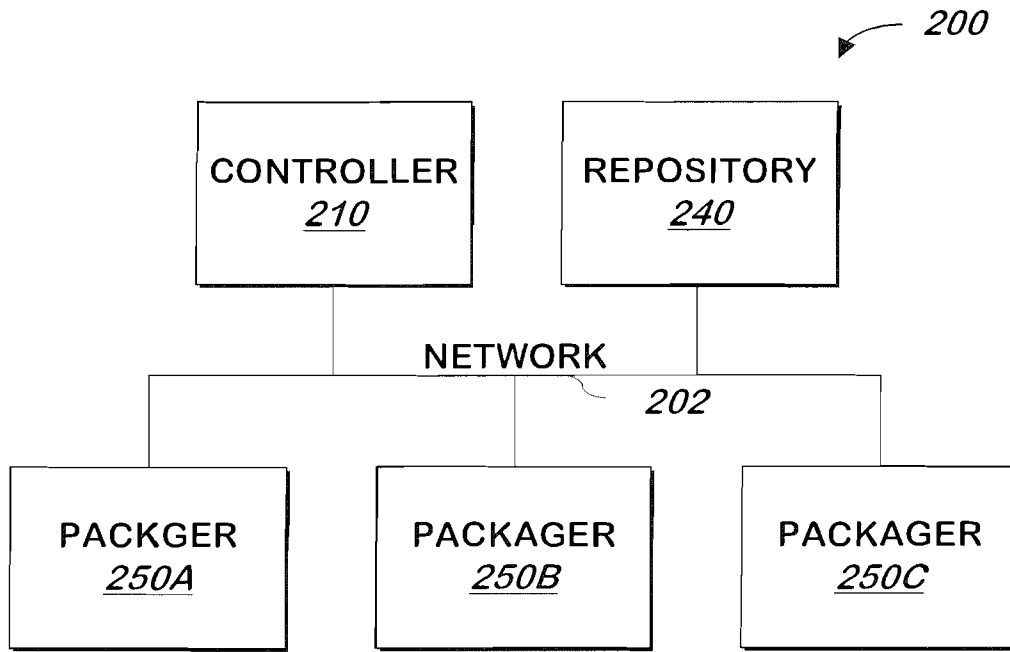 200
CONTROLLER
210
REPOSITORY
240
NETWORK
202
PACKGER
250A
PACKAGER
250B
PACKAGER
250C